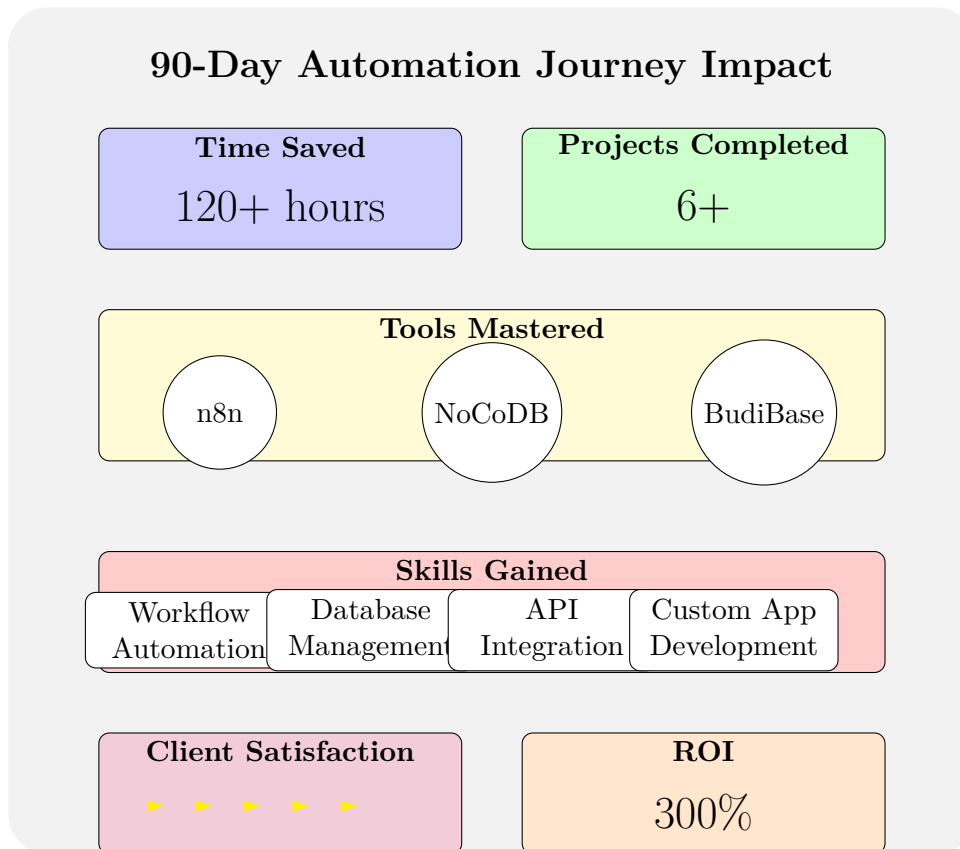 90-Day Automation Journey Impact
Time Saved
120+ hours
Projects Completed
6+
Tools Mastered
n8n
NoCoDB
BudiBase
Skills Gained
Workflow
Automation
Database
Management
API
Integration
Custom App
Development
Client Satisfaction
ROI
300%